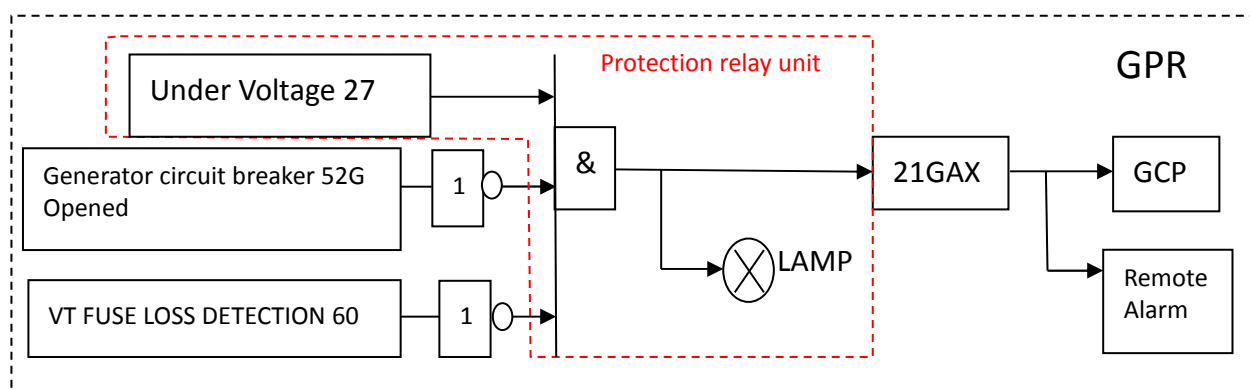 Protection relay unit
GPR
Under Voltage 27
Generator circuit breaker 52G
Opened
1
&
21GAX
GCP
VT FUSE LOSS DETECTION 60
1
LAMP
Remote
Alarm